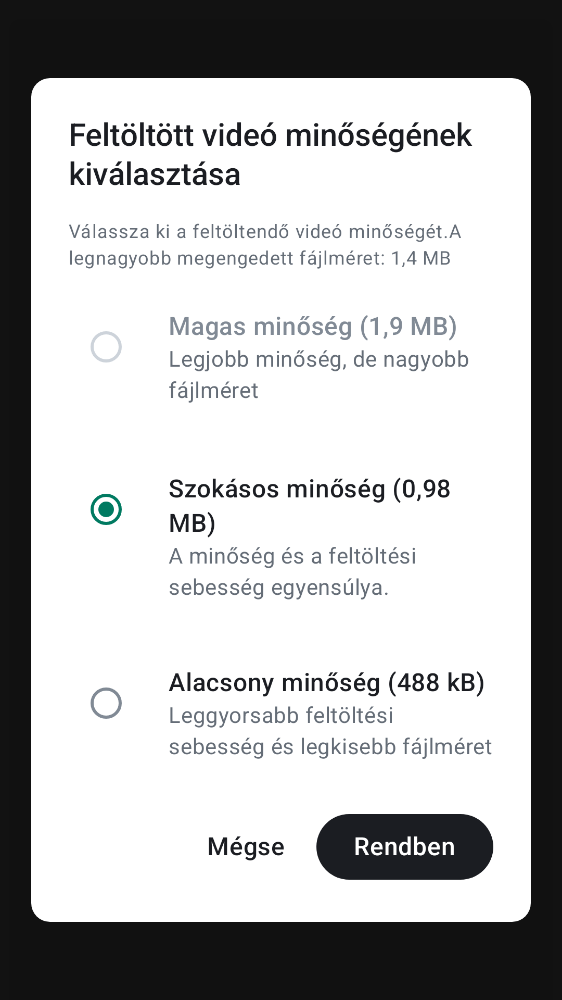 Feltöltött videó minőségének
kiválasztása
Válassza ki a feltöltendő videó minőségét.A
legnagyobb megengedett fájlméret: 1,4 MB
Magas minőség (1,9 MB)
Legjobb minőség, de nagyobb
fájlméret
Szokásos minőség (0,98
MB)
A minőség és a feltöltési
sebesség egyensúlya.
Alacsony minőség (488 kB)
Leggyorsabb feltöltési
sebesség és legkisebb fájlméret
Mégse
Rendben